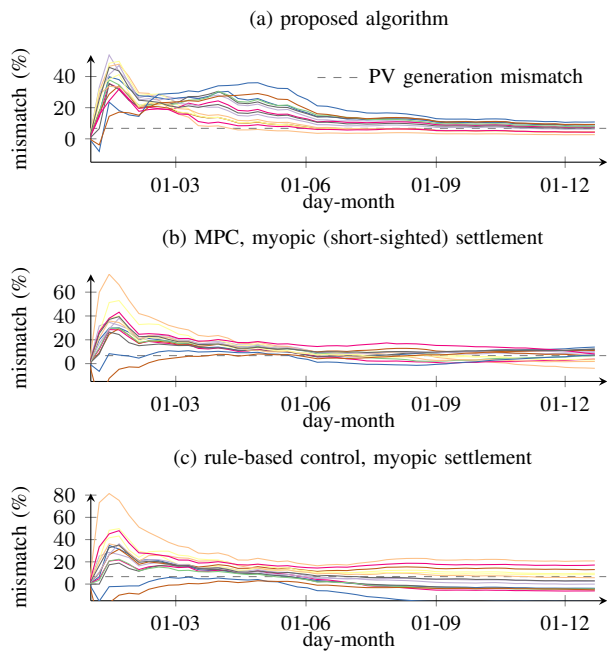 (a) proposed algorithm
mismatch (%)
40
20
0
PV generation mismatch
01-03
01-06
01-09
01-12
day-month
(b) MPC, myopic (short-sighted) settlement
mismatch (%)
60
40
20
0
01-03
01-06
01-09
01-12
day-month
(c) rule-based control, myopic settlement
mismatch (%)
80
60
40
20
0
01-03
01-06
01-09
01-12
day-month